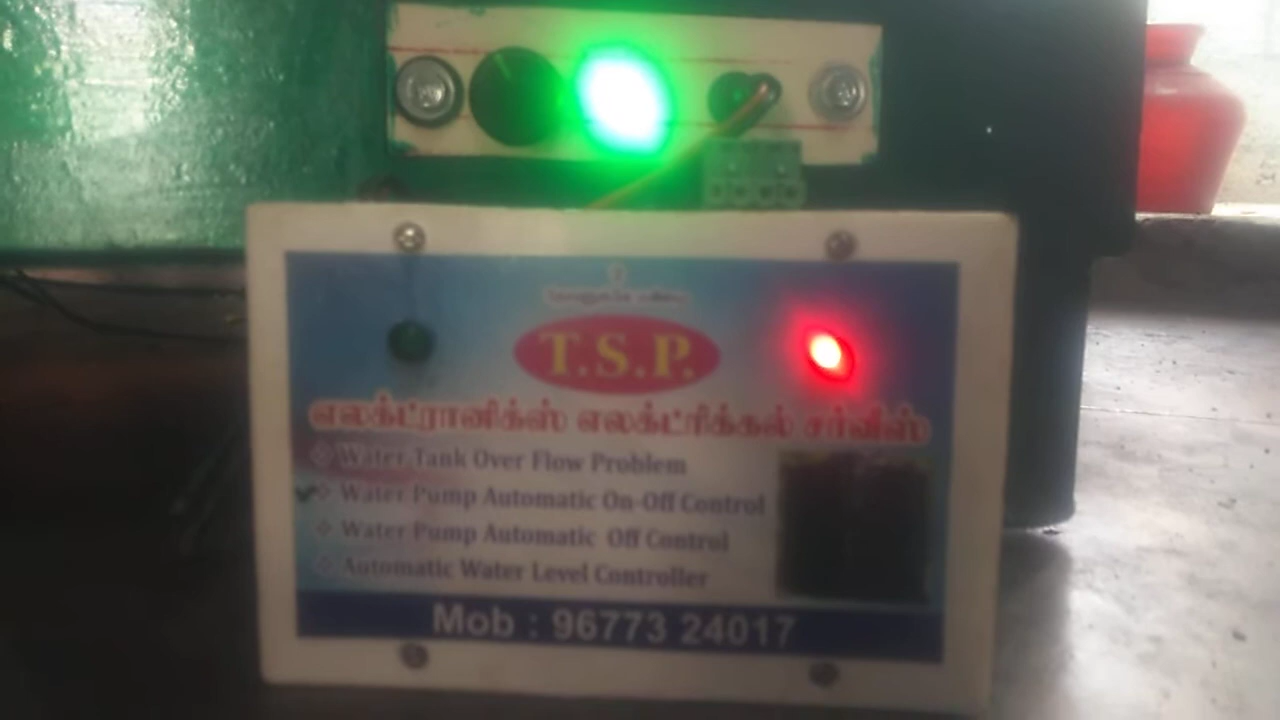 T.S.P.
எலக்ட்ரானிக்ஸ் எலக்ட்ரிக்கல் சர்வீஸ்
Water Tank Over Flow Problem
Water Pump Automatic On-Off Control
Water Pump Automatic Off Control
Automatic Water Level Controller
Mob : 96773 24017